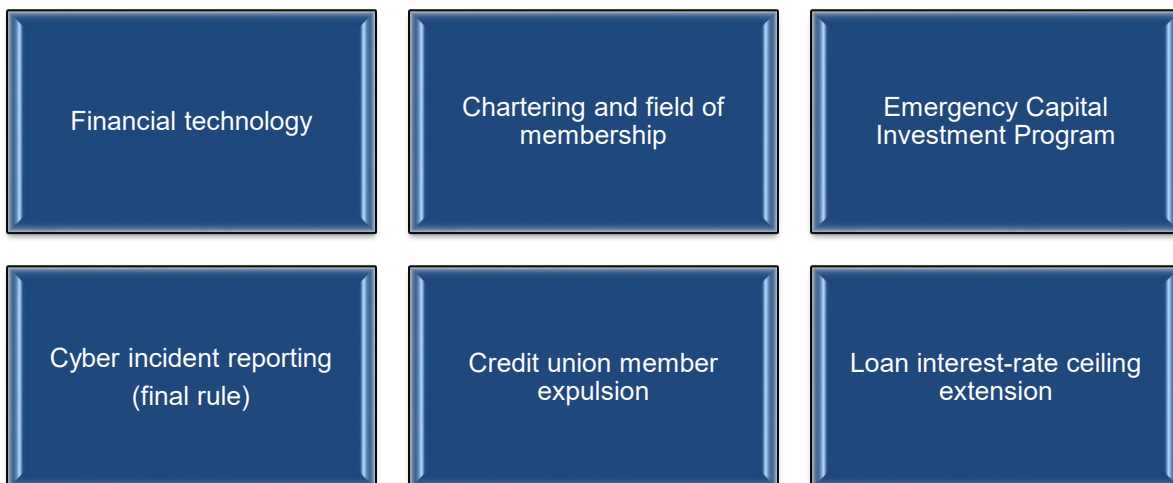 Financial technology
Chartering and field of
membership
Emergency Capital
Investment Program
Cyber incident reporting
(final rule)
Credit union member
expulsion
Loan interest-rate ceiling
extension